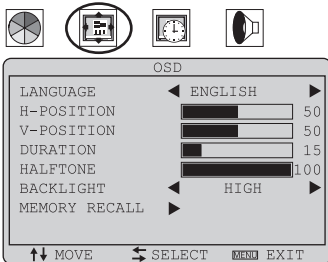 OSD
LANGUAGE ENGLISH
H-POSITION 50
V-POSITION 50
DURATION 15
HALFTONE 100
BACKLIGHT HIGH
MEMORY RECALL
MOVE SELECT MENU EXIT